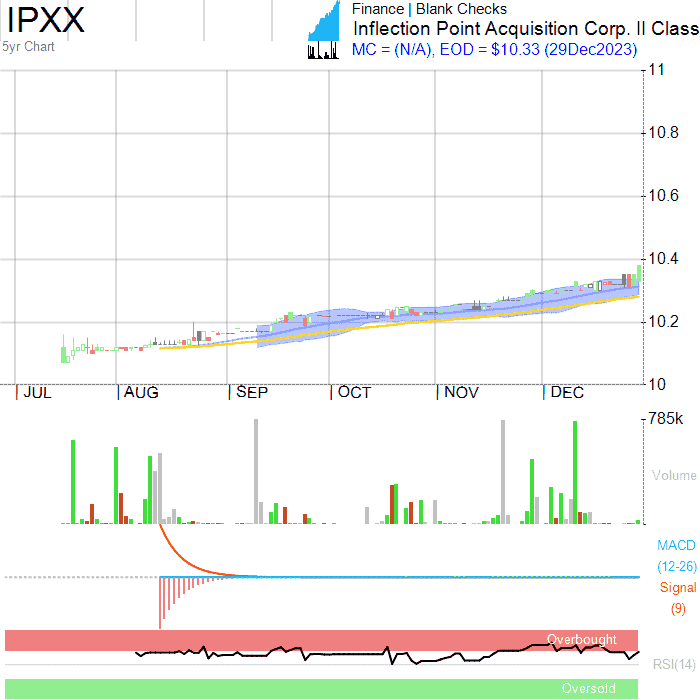 IPXX
5yr Chart
Finance | Blank Checks
Inflection Point Acquisition Corp. II Class
MC = (N/A), EOD = $10.33 (29Dec2023)
11
10.8
10.6
10.4
10.2
10
JUL AUG SEP OCT NOV DEC
785k
Volume
MACD
(12-26)
Signal
(9)
Overbought
RSI(14)
Oversold